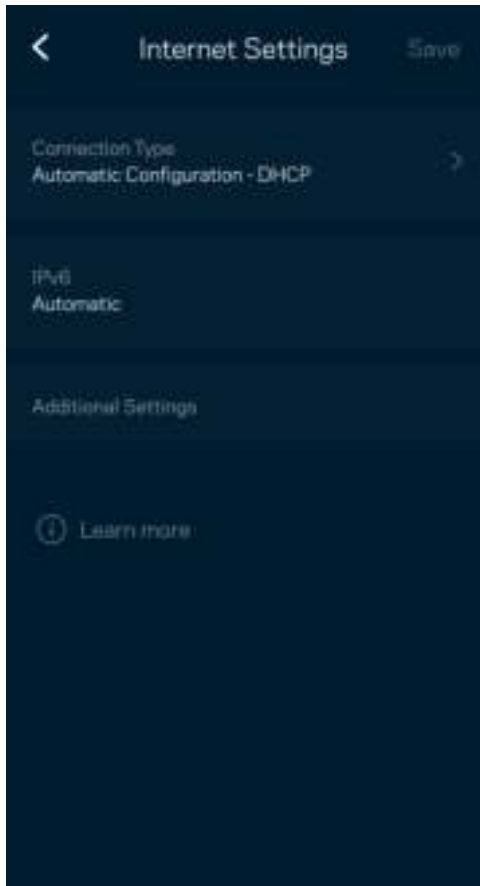 Internet Settings
Save
Connection Type
Automatic Configuration - DHCP
IPv6
Automatic
Additional Settings
Learn more